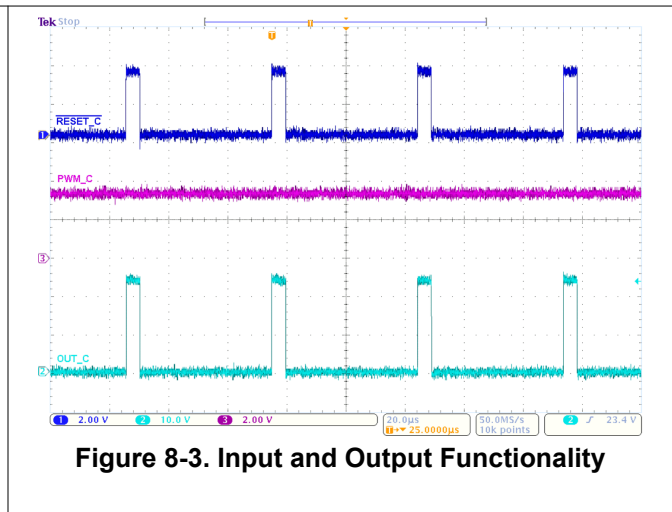 Tek Stop
T
RESET_C
1
PWM_C
3
OUT_C
2
1 2.00 V 2 10.0 V 3 2.00 V
20.0µs
T→▼ 25.0000µs
50.0MS/s
10k points
2 ∫ 23.4 V
Figure 8-3. Input and Output Functionality